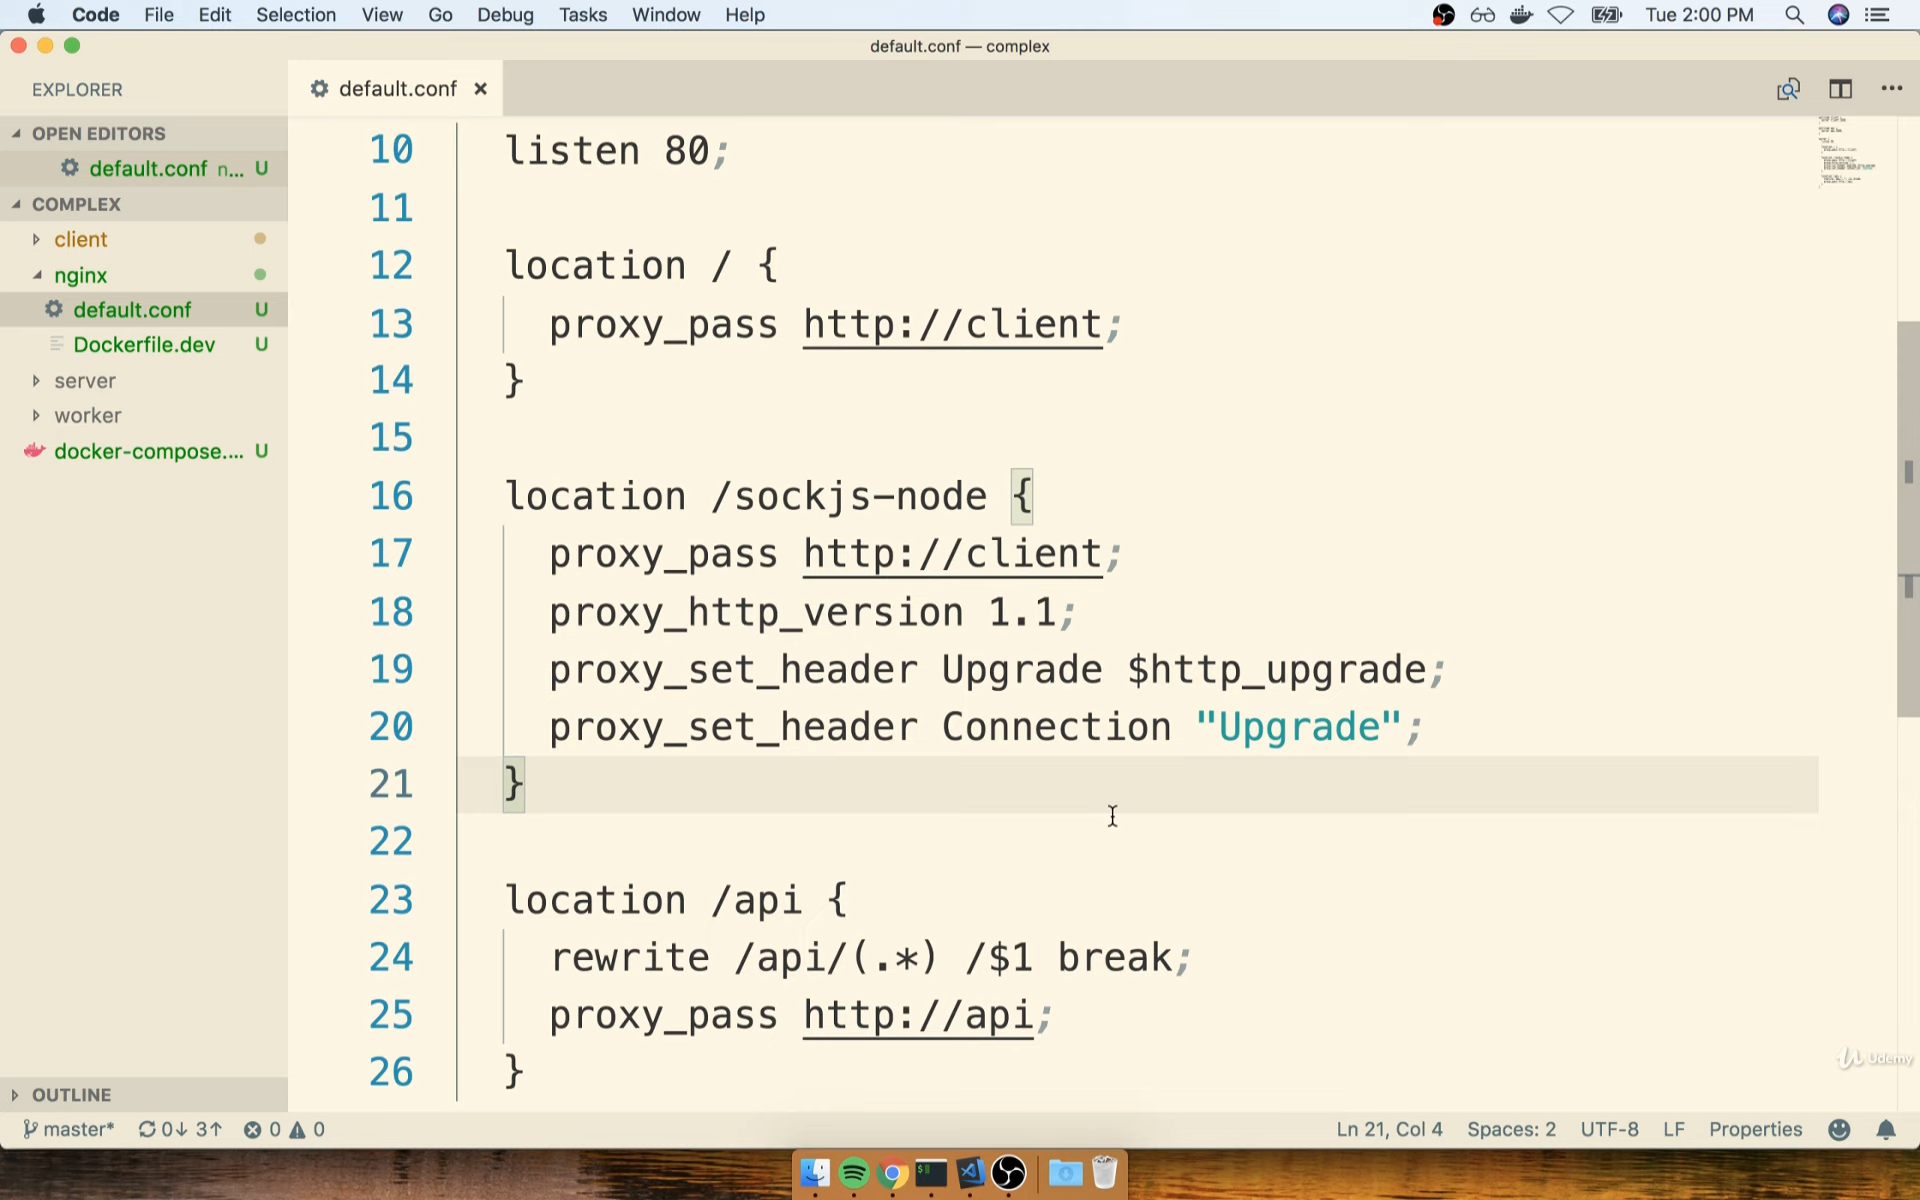 Code File Edit Selection View Go Debug Tasks Window Help Tue 2:00 PM
default.conf — complex
EXPLORER
default.conf
OPEN EDITORS
default.conf n... U
COMPLEX
client
nginx
default.conf U
Dockerfile.dev U
server
worker
docker-compose.... U
10 listen 80;
11
12 location / {
13 proxy_pass http://client;
14 }
15
16 location /sockjs-node {
17 proxy_pass http://client;
18 proxy_http_version 1.1;
19 proxy_set_header Upgrade $http_upgrade;
20 proxy_set_header Connection "Upgrade";
21 }
22
23 location /api {
24 rewrite /api/(.*) /$1 break;
25 proxy_pass http://api;
26 }
Udemy
OUTLINE
master* 0↓ 3↑ 0 0 Ln 21, Col 4 Spaces: 2 UTF-8 LF Properties